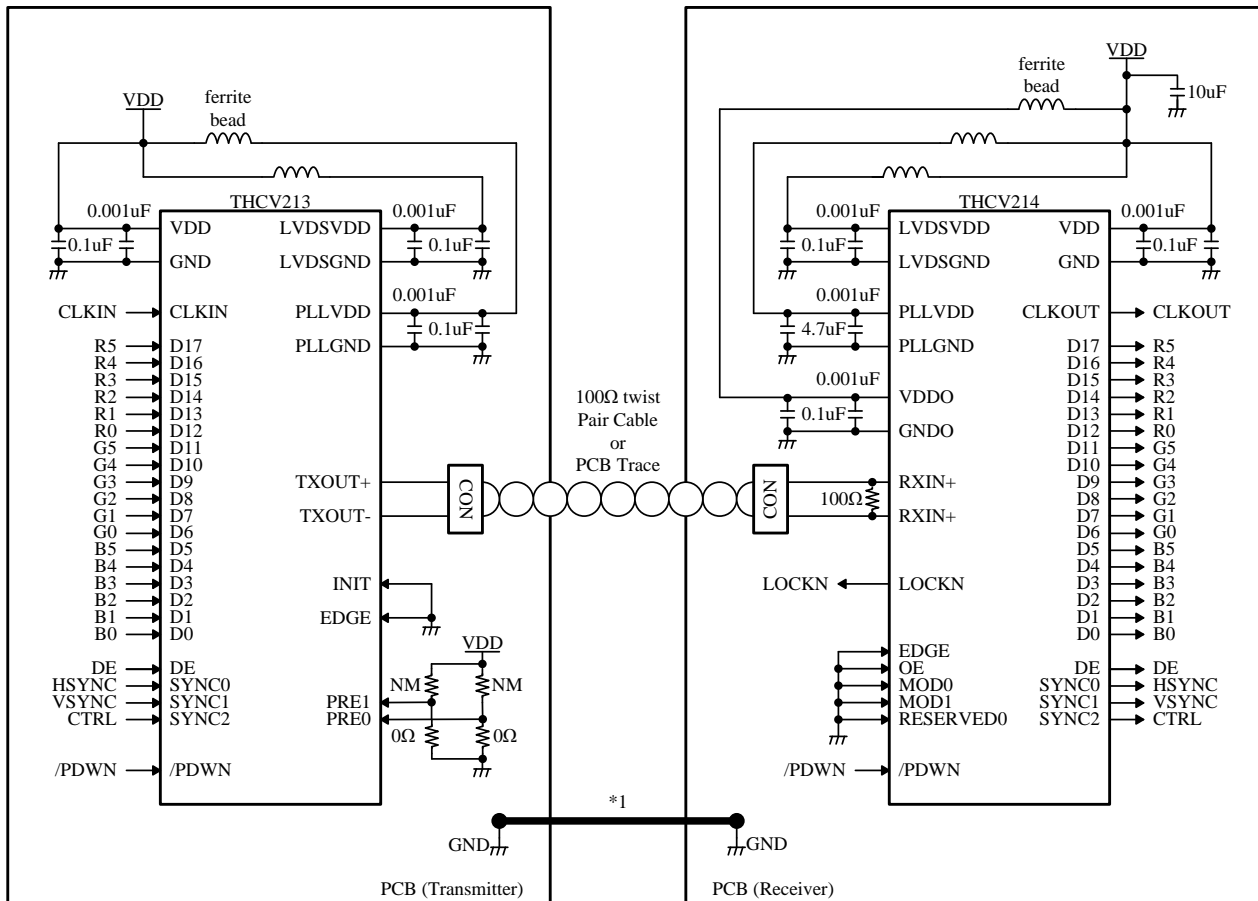 VDD
ferrite
bead
THCV213
0.001uF
0.1uF
VDD
GND
LVDSVDD
0.001uF
0.1uF
LVDSGND
CLKIN
CLKIN
PLLVDD
0.001uF
0.1uF
PLLGND
R5
D17
R4
D16
R3
D15
R2
D14
R1
D13
R0
D12
G5
D11
G4
D10
G3
D9
G2
D8
G1
D7
G0
D6
B5
D5
B4
D4
B3
D3
B2
D2
B1
D1
B0
D0
TXOUT+
TXOUT-
CON
INIT
EDGE
VDD
NM
NM
PRE1
PRE0
0Ω
0Ω
DE
DE
HSYNC
SYNC0
VSYNC
SYNC1
CTRL
SYNC2
/PDWN
/PDWN
GND
PCB (Transmitter)
100Ω twist
Pair Cable
or
PCB Trace
*1
VDD
10uF
ferrite
bead
THCV214
0.001uF
0.1uF
LVDSVDD
LVDSGND
VDD
0.001uF
0.1uF
GND
0.001uF
4.7uF
PLLVDD
PLLGND
0.001uF
0.1uF
VDDO
GNDO
CON
100Ω
RXIN+
RXIN+
LOCKN
LOCKN
EDGE
OE
MOD0
MOD1
RESERVED0
/PDWN
/PDWN
CLKOUT
CLKOUT
D17
R5
D16
R4
D15
R3
D14
R2
D13
R1
D12
R0
D11
G5
D10
G4
D9
G3
D8
G2
D7
G1
D6
G0
D5
B5
D4
B4
D3
B3
D2
B2
D1
B1
D0
B0
DE
DE
SYNC0
HSYNC
SYNC1
VSYNC
SYNC2
CTRL
GND
PCB (Receiver)